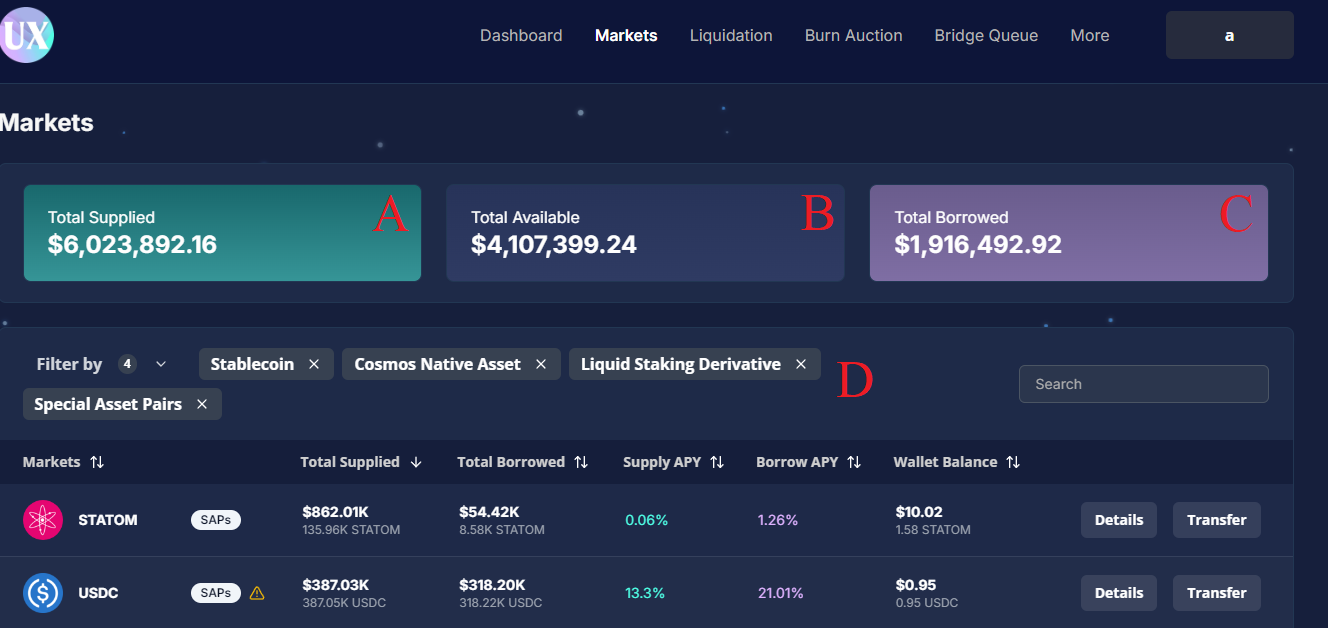 UX
Dashboard Markets Liquidation Burn Auction Bridge Queue More a
Markets
Total Supplied A
$6,023,892.16
Total Available B
$4,107,399.24
Total Borrowed C
$1,916,492.92
Filter by 4 Stablecoin × Cosmos Native Asset × Liquid Staking Derivative × D
Special Asset Pairs ×
Search
Markets Total Supplied Total Borrowed Supply APY Borrow APY Wallet Balance
STATOM SAPs $862.01K $54.42K 0.06% 1.26% $10.02 Details Transfer
135.96K STATOM 8.58K STATOM 1.58 STATOM
USDC SAPs $387.03K $318.20K 13.3% 21.01% $0.95 Details Transfer
387.05K USDC 318.22K USDC 0.95 USDC